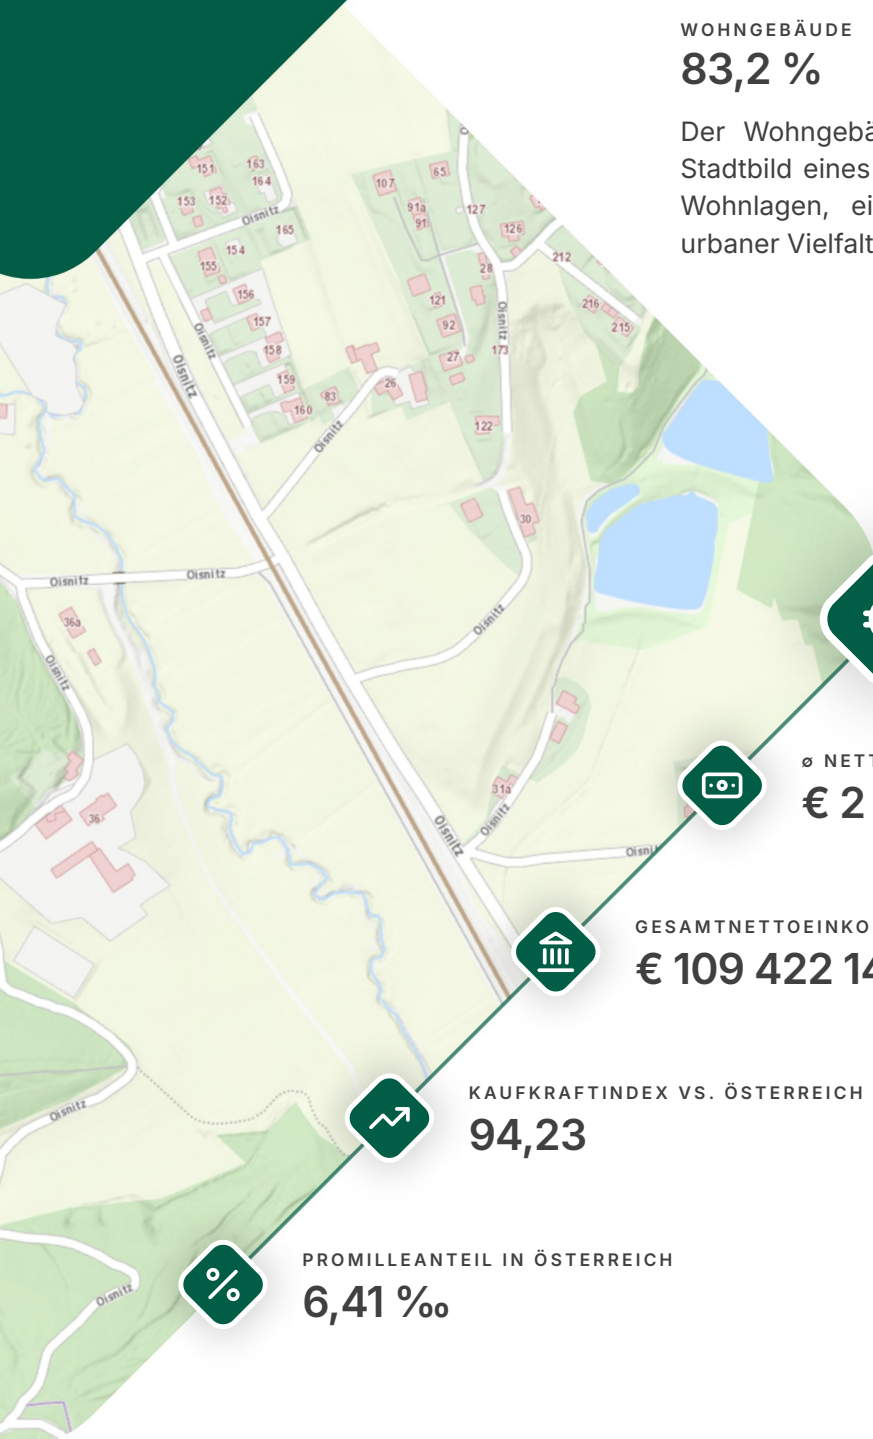 WOHNGEBÄUDE
83,2 %
Der Wohngebä
Stadtbild eines
Wohnlagen, ei
urbaner Vielfalt
151
163
164
153
152
Oisnitz
165
154
155
156
Oisnitz
157
158
Oisnitz
159
160
83
26
Oisnitz
107
65
91a
91
127
126
212
28
121
Oisnitz
216
215
92
27
173
122
30
Oisnitz
Oisnitz
Oisnitz
36a
Oisnitz
31a
Oisnitz
Oisnitz
Oisni
36
Oisnitz
Oisnitz
ø NETT
€ 2
GESAMTNETTOEINKO
€ 109 422 14
KAUFKRAFTINDEX VS. ÖSTERREICH
94,23
PROMILLEANTEIL IN ÖSTERREICH
6,41 ‰